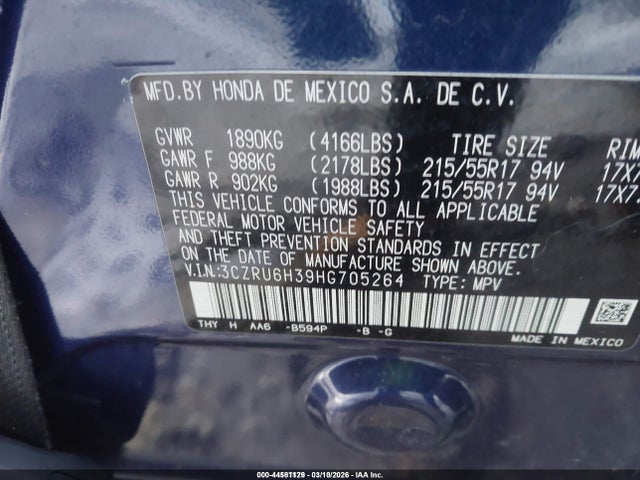 MFD.BY HONDA DE MEXICO S.A. DE C.V.
GVWR 1890KG (4166LBS) TIRE SIZE RIM
GAWR F 988KG (2178LBS) 215/55R17 94V 17X7
GAWR R 902KG (1988LBS) 215/55R17 94V 17X7
THIS VEHICLE CONFORMS TO ALL APPLICABLE
FEDERAL MOTOR VEHICLE SAFETY
AND THEFT PREVENTION STANDARDS IN EFFECT
ON THE DATE OF MANUFACTURE SHOWN ABOVE.
V.I.N:3CZRU6H39HG705264 TYPE: MPV
THY H AA6 -B594P -B -G
MADE IN MEXICO
000-44581129 - 03/18/2026 - IAA Inc.